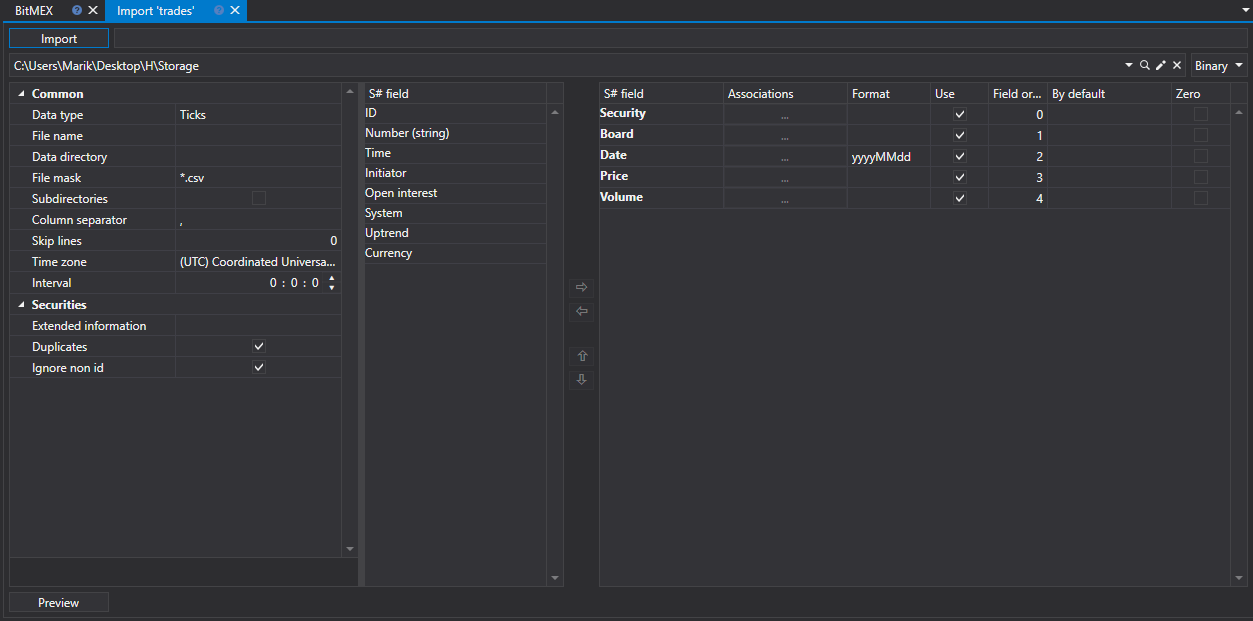 BitMEX Import 'trades'
Import
C:\Users\Marik\Desktop\H\Storage Binary
Common
Data type Ticks
File name
Data directory
File mask *.csv
Subdirectories
Column separator ,
Skip lines 0
Time zone (UTC) Coordinated Universa...
Interval 0 : 0 : 0
Securities
Extended information
Duplicates
Ignore non id
S# field
ID
Number (string)
Time
Initiator
Open interest
System
Uptrend
Currency
S# field Associations Format Use Field or... By default Zero
Security ... 0
Board ... 1
Date ... yyyyMMdd 2
Price ... 3
Volume ... 4
Preview